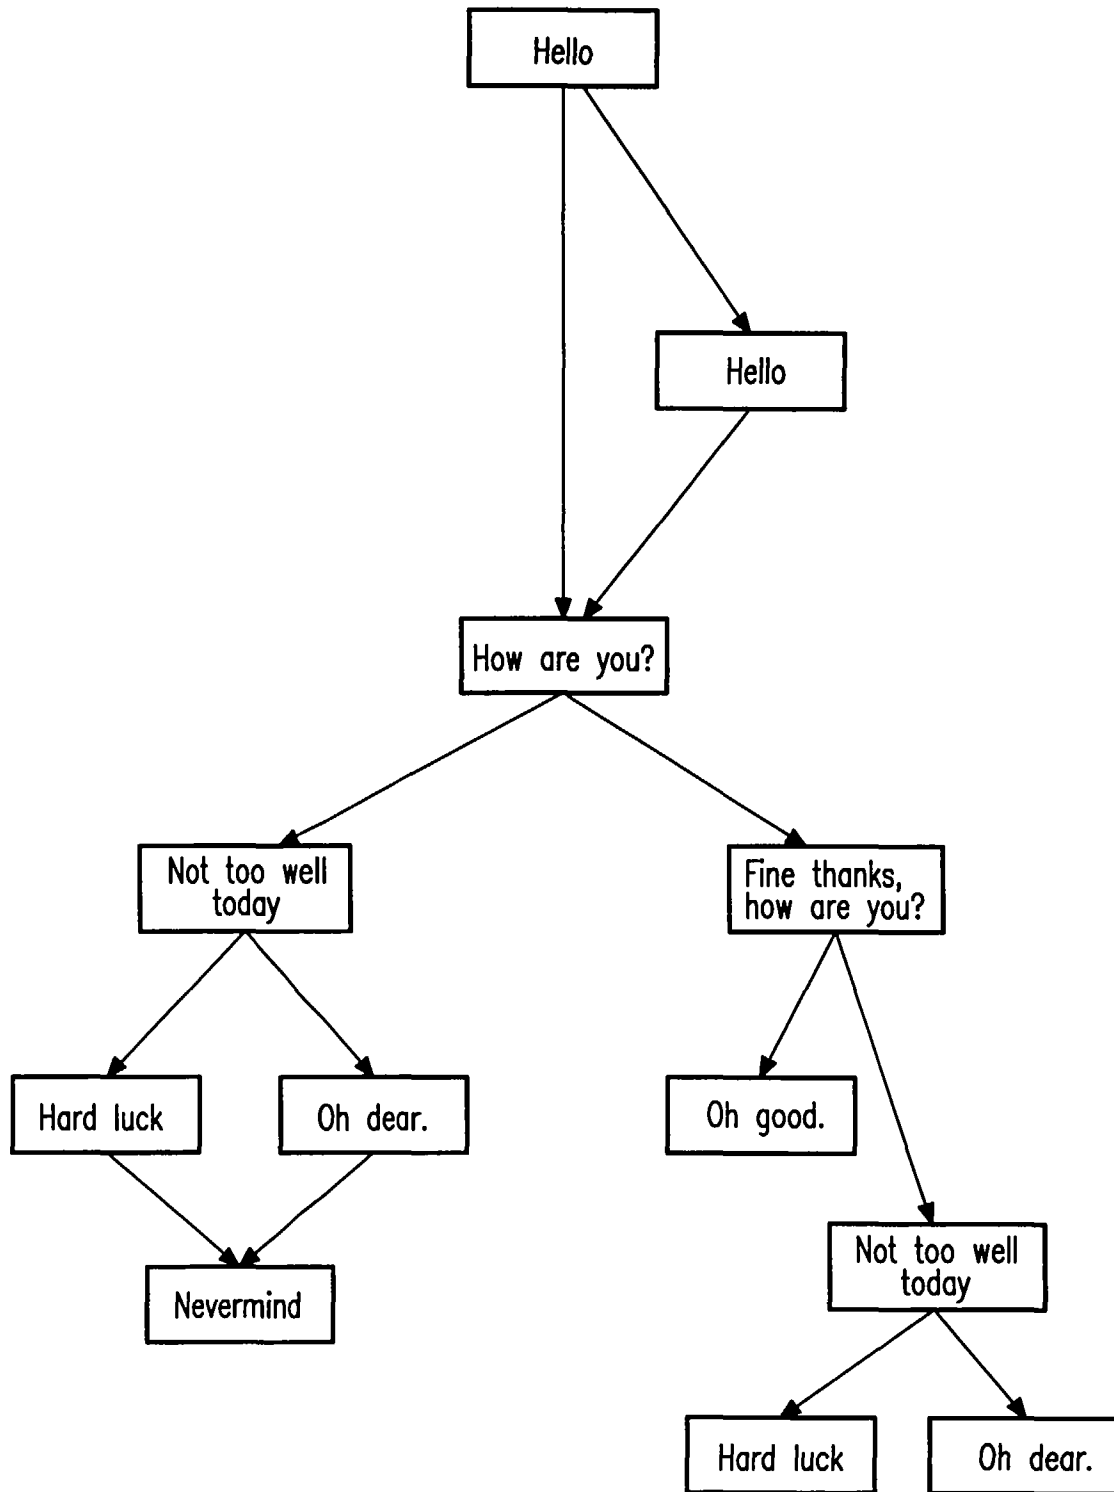 Hello
Hello
How are you?
Not too well
today
Fine thanks,
how are you?
Hard luck
Oh dear.
Oh good.
Not too well
today
Nevermind
Hard luck
Oh dear.